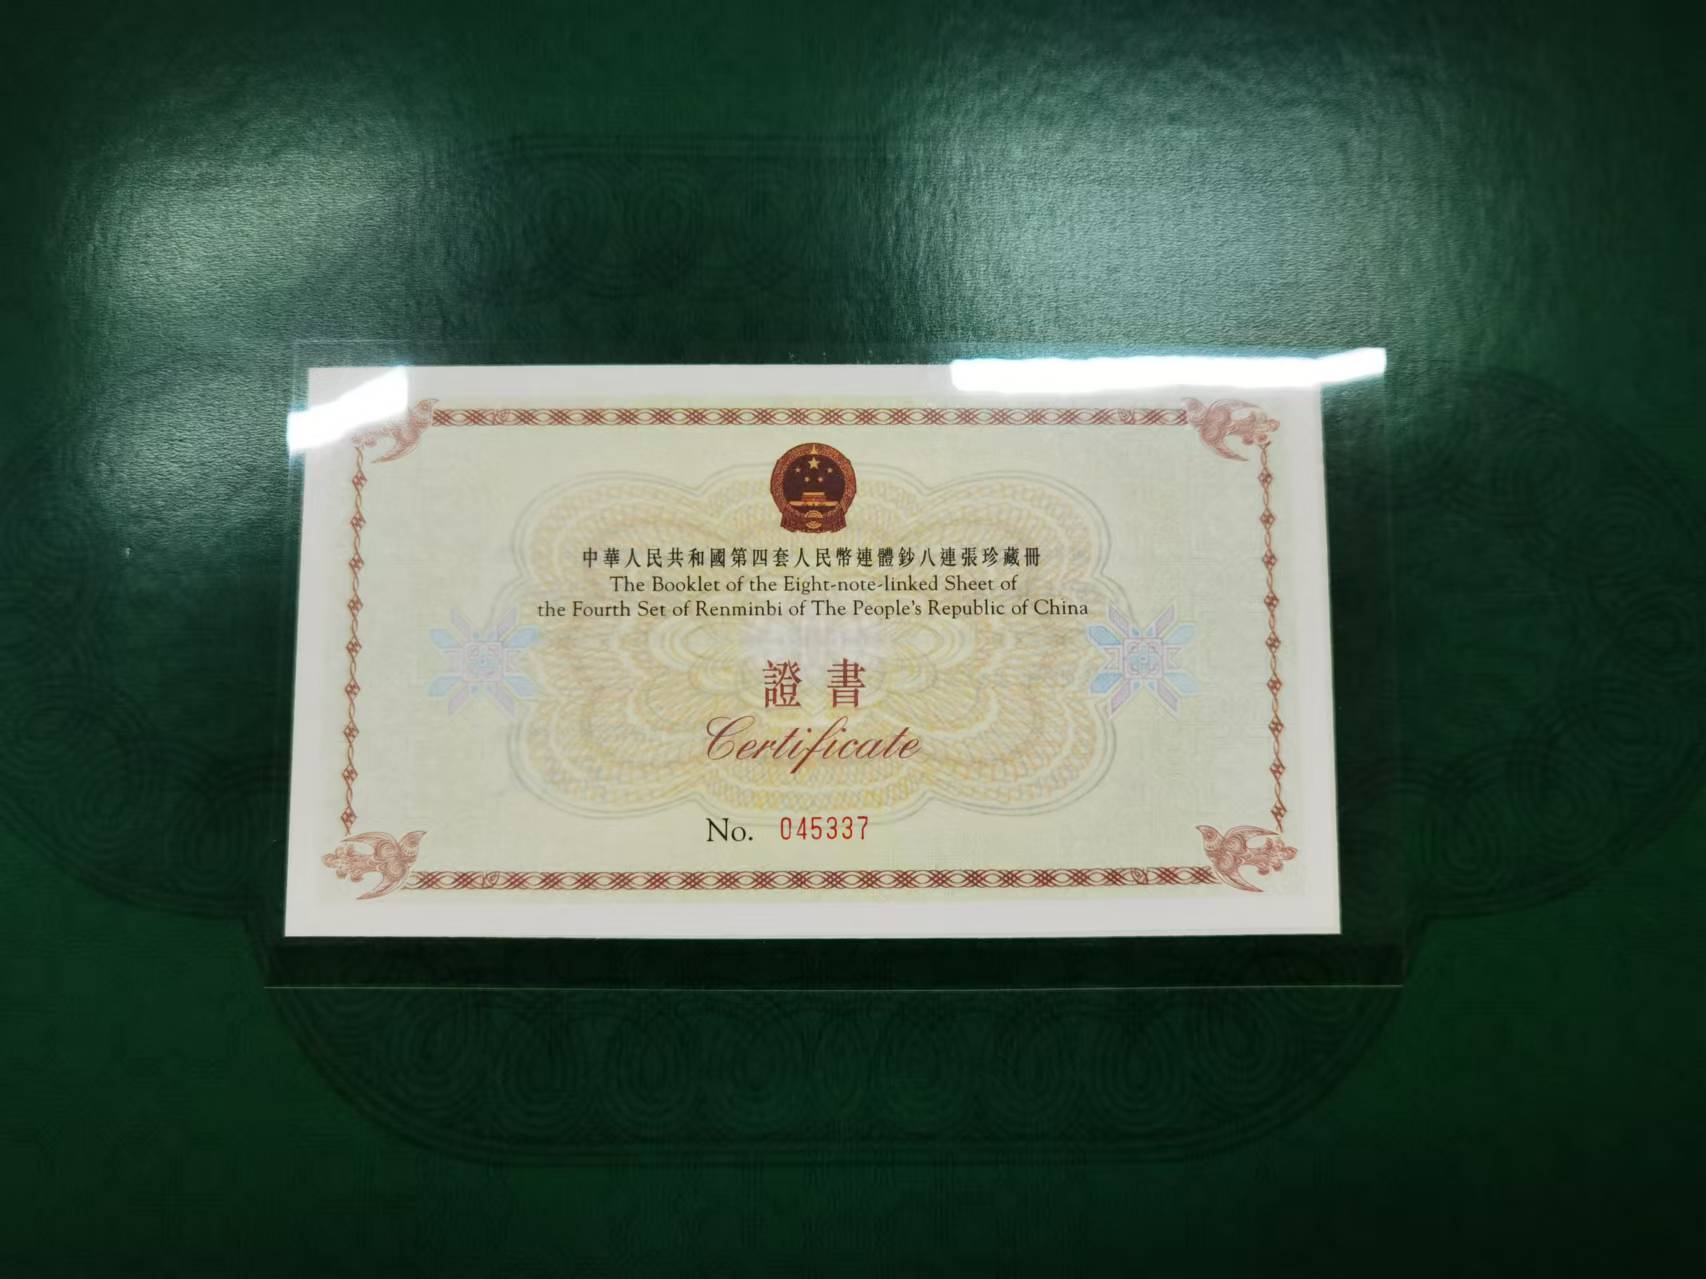 中華人民共和國第四套人民幣連體鈔八連張珍藏冊
The Booklet of the Eight-note-linked Sheet of
the Fourth Set of Renminbi of The People's Republic of China
證書
Certificate
No. 045337